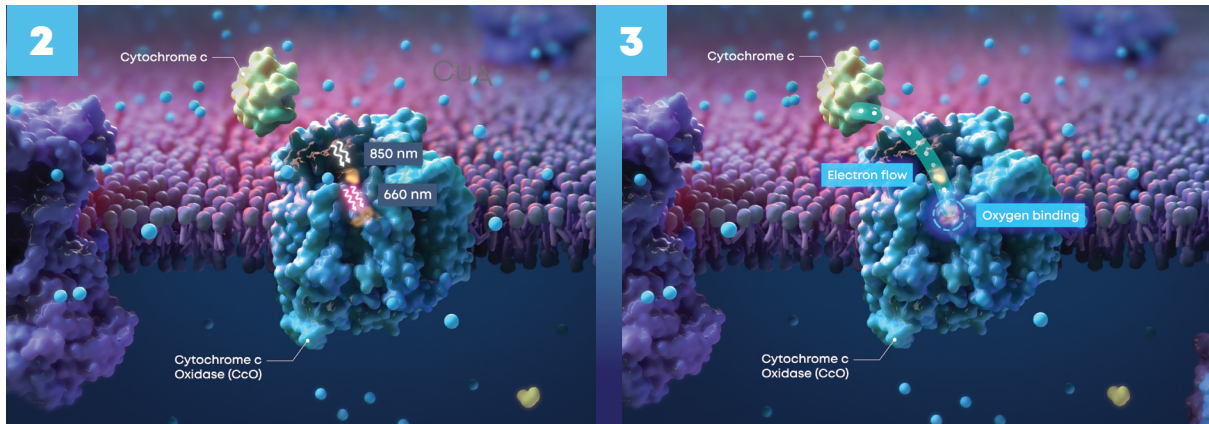 2
Cytochrome c
CuA
850 nm
660 nm
Cytochrome c
Oxidase (CcO)
3
Cytochrome c
Electron flow
Oxygen binding
Cytochrome c
Oxidase (CcO)